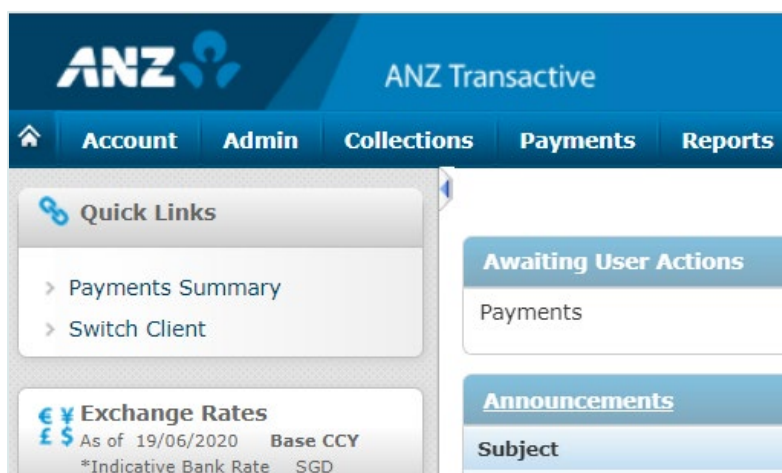 ANZ
ANZ Transactive
Account Admin Collections Payments Reports
Quick Links
Payments Summary
Switch Client
Awaiting User Actions
Payments
€ ¥ £ $
Exchange Rates
As of 19/06/2020 Base CCY
*Indicative Bank Rate SGD
Announcements
Subject